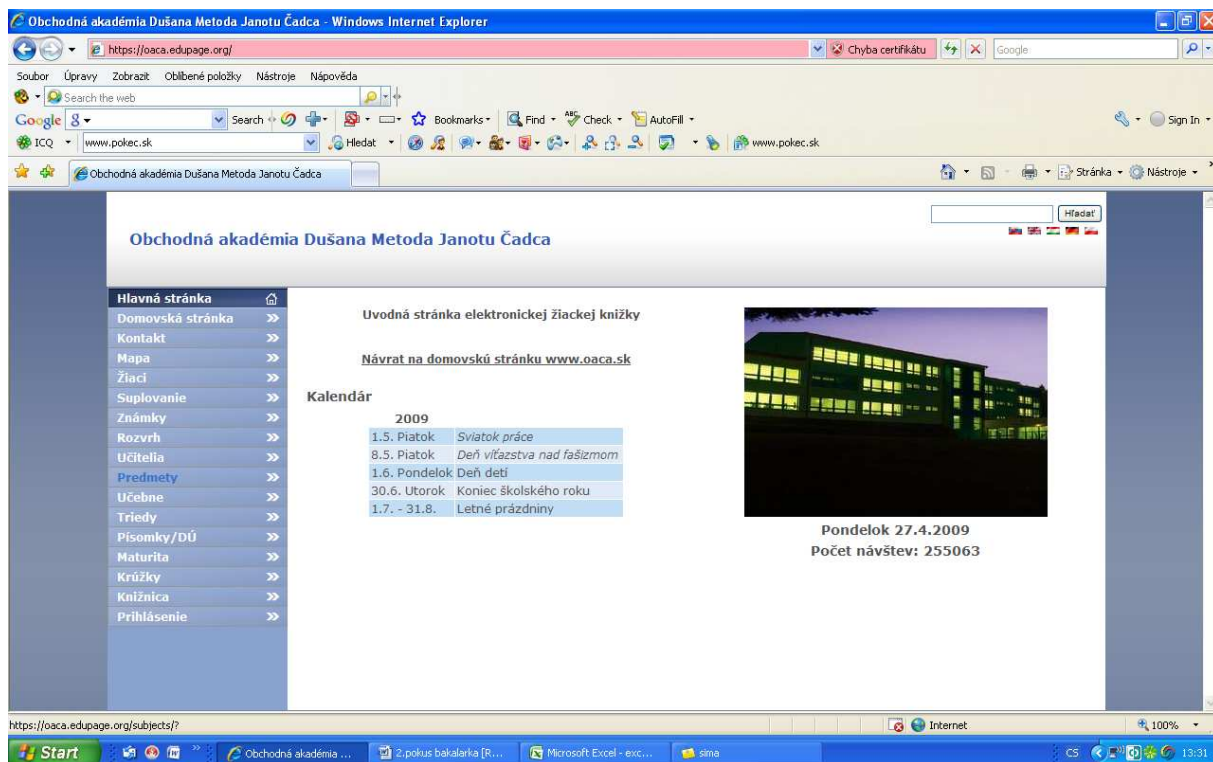 Obchodná akadémia Dušana Metoda Janotu Čadca - Windows Internet Explorer
https://oaca.edupage.org/
Chyba certifikátu
Google
Soubor Úpravy Zobrazit Oblíbené položky Nástroje Nápověda
Search the web
Google Search Bookmarks Find Check AutoFill Sign In
ICQ www.pokec.sk Hledat www.pokec.sk
Obchodná akadémia Dušana Metoda Janotu Čadca
Stránka Nástroje
Hľadať
Obchodná akadémia Dušana Metoda Janotu Čadca
Hlavná stránka
Domovská stránka
Kontakt
Mapa
Žiaci
Suplovanie
Známky
Rozvrh
Učitelia
Predmety
Učebne
Triedy
Písomky/DÚ
Maturita
Krúžky
Knižnica
Prihlásenie
Uvodná stránka elektronickej žiackej knižky
Návrat na domovskú stránku www.oaca.sk
Kalendár
2009
1.5. Piatok Sviatok práce
8.5. Piatok Deň víťazstva nad fašizmom
1.6. Pondelok Deň detí
30.6. Utorok Koniec školského roku
1.7. - 31.8. Letné prázdniny
Pondelok 27.4.2009
Počet návštev: 255063
https://oaca.edupage.org/subjects/?
Internet
100%
Start
Obchodná akadémia ...
2.pokus bakalarka [R...
Microsoft Excel - exc...
sima
CS
13:31